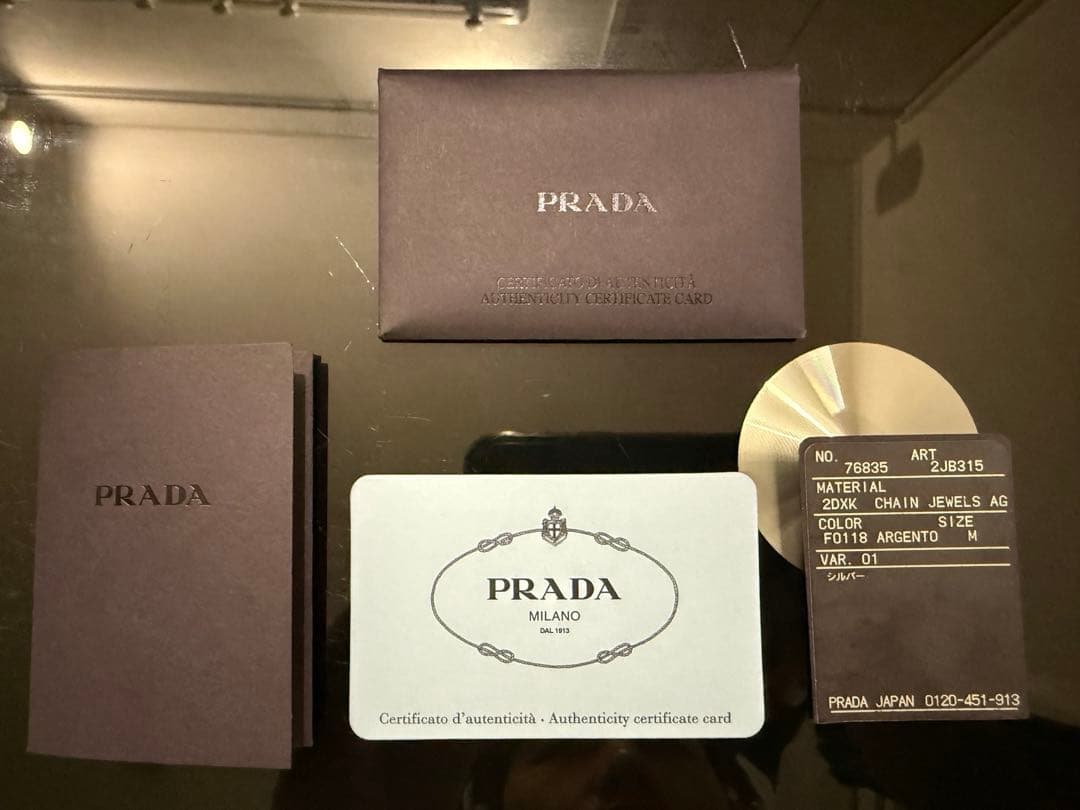 PRADA
CERTIFICATO DI AUTENTICITÀ
AUTHENTICITY CERTIFICATE CARD
PRADA
PRADA
MILANO
DAL 1913
Certificato d'autenticità · Authenticity certificate card
NO. ART
76835 2JB315
MATERIAL
2DXK CHAIN JEWELS AG
COLOR SIZE
F0118 ARGENTO M
VAR. 01
シルバー
PRADA JAPAN 0120-451-913